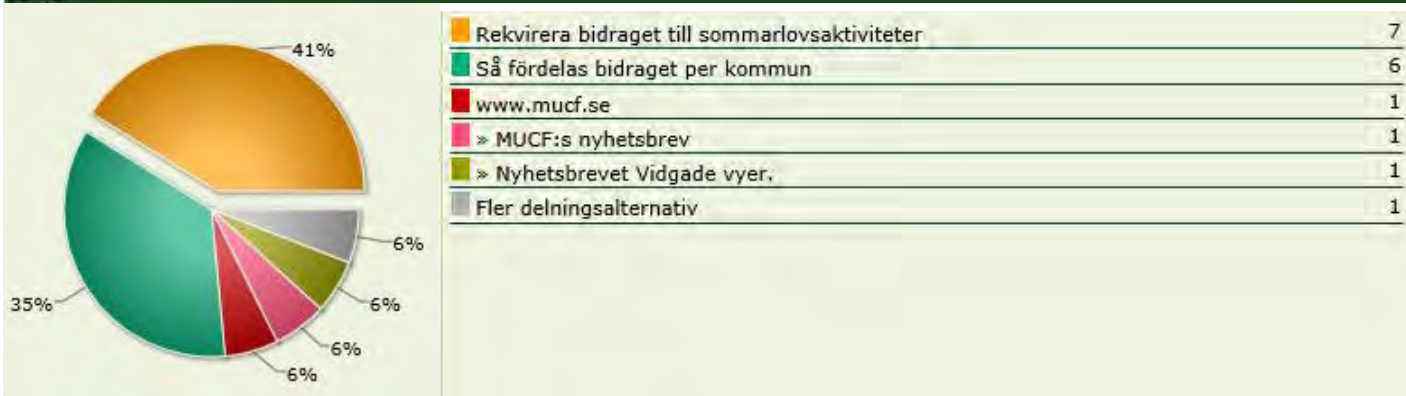 41%
35%
6%
6%
6%
6%
Rekvirera bidraget till sommarlovsaktiviteter 7
Så fördelas bidraget per kommun 6
www.mucf.se 1
» MUCF:s nyhetsbrev 1
» Nyhetsbrevet Vidgade vyer. 1
Fler delningsalternativ 1